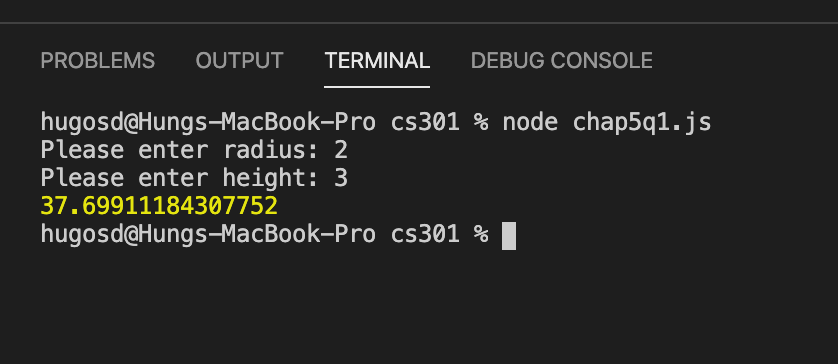 PROBLEMS OUTPUT TERMINAL DEBUG CONSOLE
hugosd@Hungs-MacBook-Pro cs301 % node chap5q1.js
Please enter radius: 2
Please enter height: 3
37.69911184307752
hugosd@Hungs-MacBook-Pro cs301 %